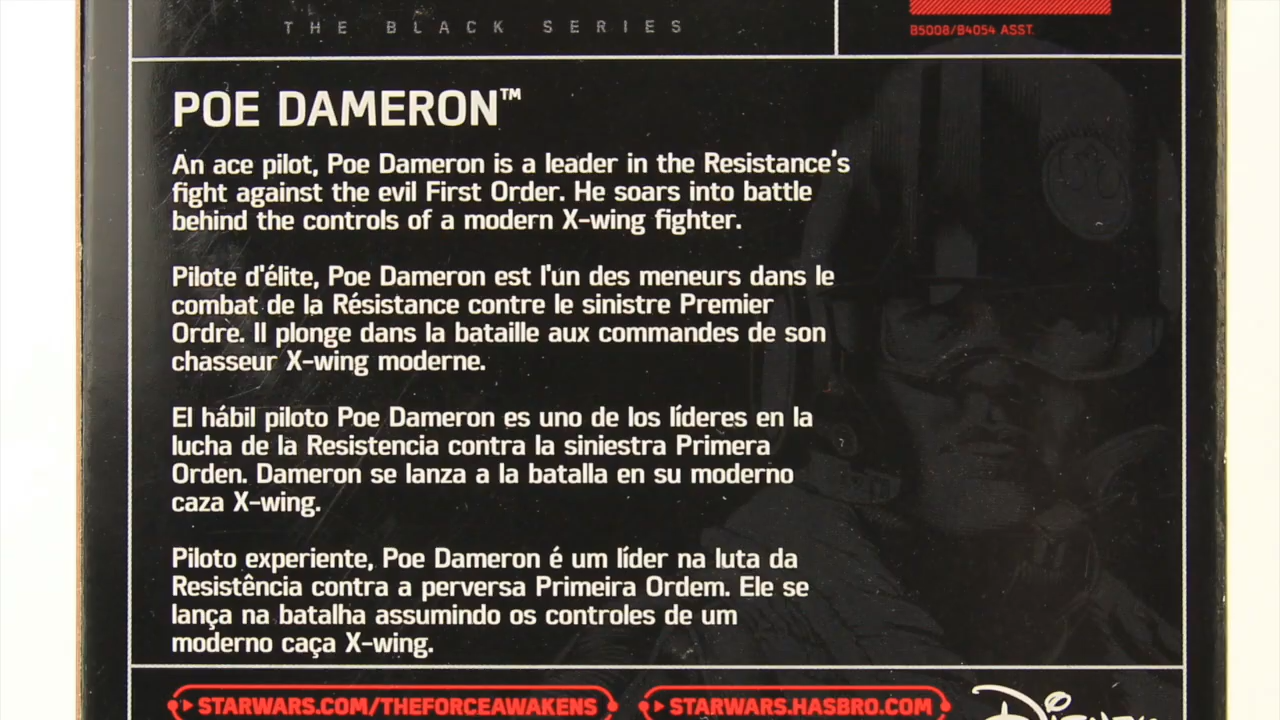 THE BLACK SERIES
B5008/B4054 ASST.
POE DAMERON™
An ace pilot, Poe Dameron is a leader in the Resistance's
fight against the evil First Order. He soars into battle
behind the controls of a modern X-wing fighter.
Pilote d'élite, Poe Dameron est l'un des meneurs dans le
combat de la Résistance contre le sinistre Premier
Ordre. Il plonge dans la bataille aux commandes de son
chasseur X-wing moderne.
El hábil piloto Poe Dameron es uno de los líderes en la
lucha de la Resistencia contra la siniestra Primera
Orden. Dameron se lanza a la batalla en su moderno
caza X-wing.
Piloto experiente, Poe Dameron é um líder na luta da
Resistência contra a perversa Primeira Ordem. Ele se
lança na batalha assumindo os controles de um
moderno caça X-wing.
STARWARS.COM/THEFORCEAWAKENS
STARWARS.HASBRO.COM
Disney